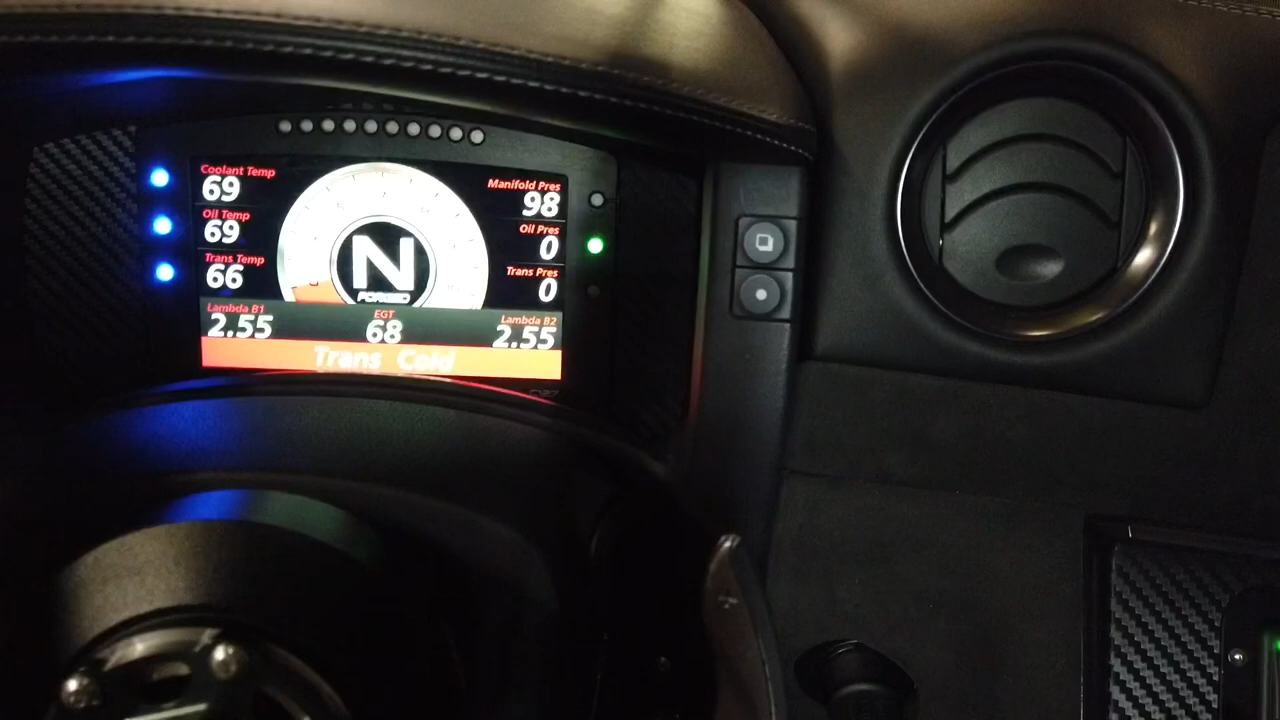 Coolant Temp
69
Manifold Pres
98
Oil Temp
69
Oil Pres
0
Trans Temp
66
Trans Pres
0
N
FORGED
Lambda B1
2.55
EGT
68
Lambda B2
2.55
Trans Cold
+